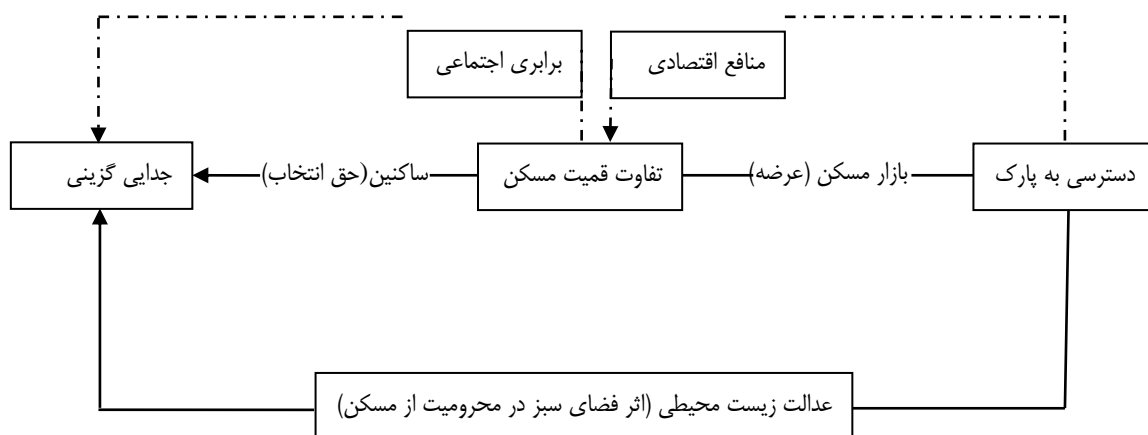 منافع اقتصادی
برابری اجتماعی
دسترسی به پارک
بازار مسکن (عرضه)
تفاوت قمیت مسکن
ساکنین(حق انتخاب)
جدایی گزینی
عدالت زیست محیطی (اثر فضای سبز در محرومیت از مسکن)